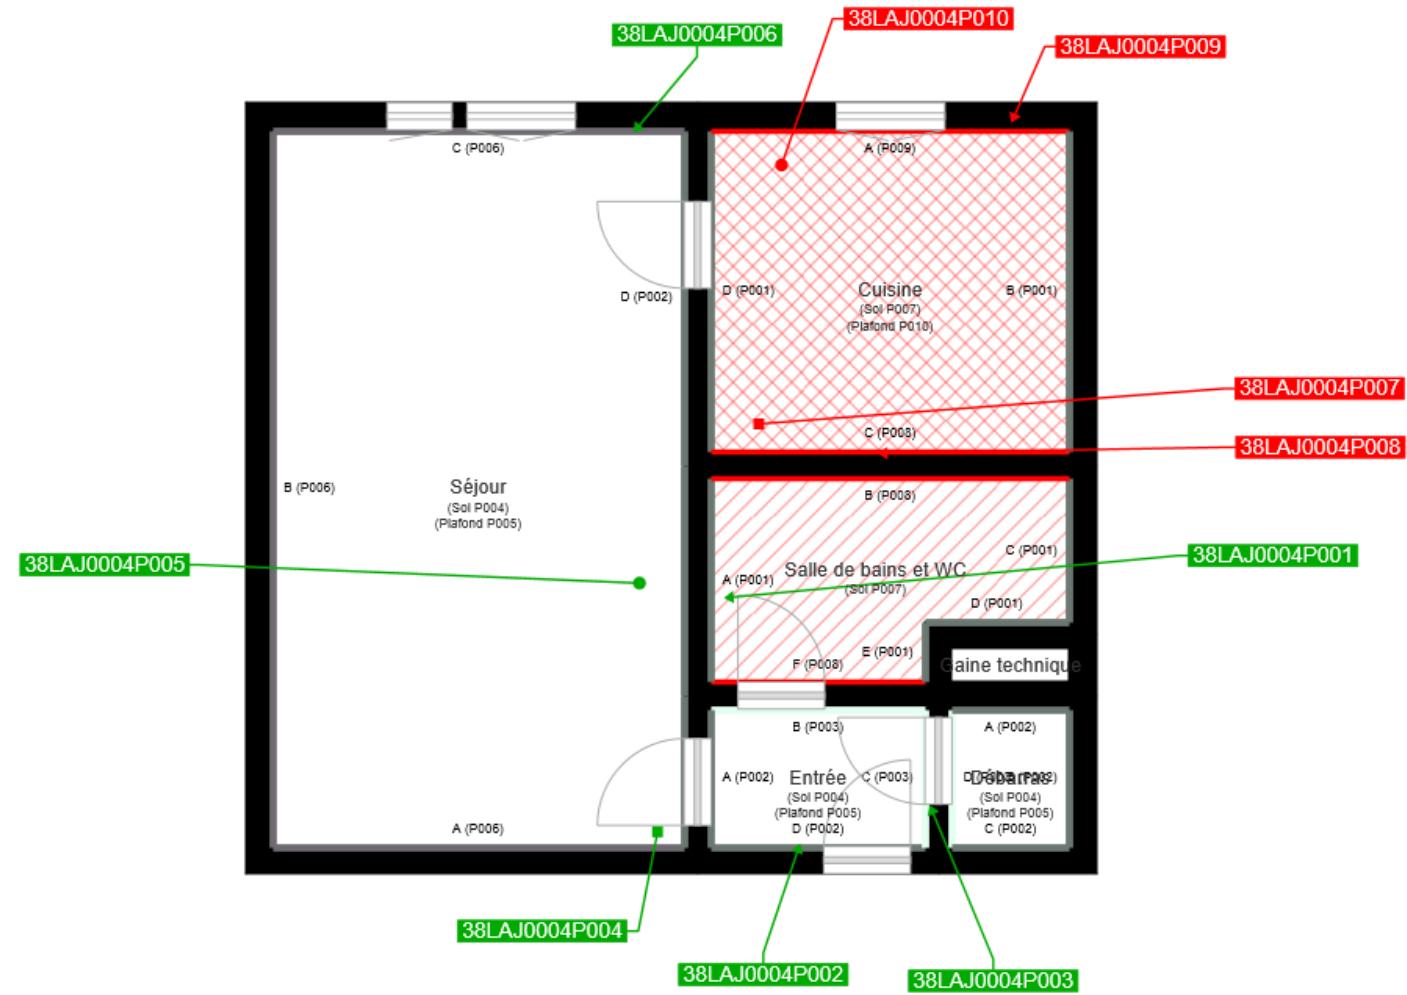 38LAJ0004P010
38LAJ0004P006
38LAJ0004P009
C (P006)
A (P009)
D (P002)
D (P001)
Cuisine
B (P001)
(Sol P007)
(Plafond P010)
38LAJ0004P007
C (P008)
38LAJ0004P008
B (P006)
Séjour
(Sol P004)
(Plafond P005)
B (P008)
C (P001)
38LAJ0004P001
38LAJ0004P005
A (P001)
Salle de bains et WC
(Sol P007)
D (P001)
E (P001)
F (P008)
Gaine technique
B (P003)
A (P002)
A (P002)
Entrée
C (P003)
Débarras
(Sol P004)
(Plafond P005)
(Sol P004)
(Plafond P005)
A (P006)
D (P002)
C (P002)
38LAJ0004P004
38LAJ0004P002
38LAJ0004P003